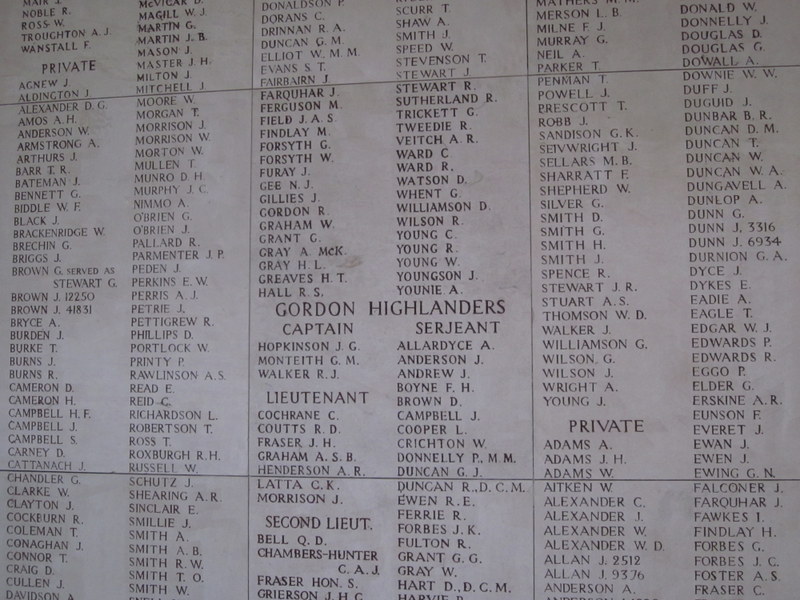 MAIR J.
NOBLE R.
ROSS W.
TROUGHTON A. J.
WANSTALL F.
PRIVATE
AGNEW J.
ALDINGTON J.
ALEXANDER D. G.
AMOS A. H.
ANDERSON W.
ARMSTRONG A.
ARTHURS J.
BARR T. R.
BATEMAN J.
BENNETT G.
BIDDLE W. F.
BLACK J.
BRACKENRIDGE W.
BRECHIN G.
BRIGGS J.
BROWN G. SERVED AS
STEWART G.
BROWN J. 12250
BROWN J. 41831
BRYCE A.
BURDEN J.
BURKE T.
BURNS J.
BURNS R.
CAMERON D.
CAMERON H.
CAMPBELL H. F.
CAMPBELL J.
CAMPBELL S.
CARNEY D.
CATTANACH J.
CHANDLER G.
CLARKE W.
CLAYTON J.
COCKBURN R.
COLEMAN T.
CONAGHAN J.
CONNOR T.
CRAIG D.
CULLEN J.
DAVIDSON A.
McVICAR D.
MAGILL W. J.
MARTIN G.
MARTIN J. B.
MASON J.
MASTER J. H.
MILTON J.
MITCHELL J.
MOORE W.
MORGAN T.
MORRISON J.
MORRISON W.
MORTON W.
MULLEN T.
MUNRO D. H.
MURPHY J. C.
NIMMO A.
O'BRIEN G.
O'BRIEN J.
PALLARD R.
PARMENTER J. P.
PEDEN J.
PERKINS E. W.
PERRIS A. J.
PETRIE J.
PETTIGREW R.
PHILLIPS D.
PORTLOCK W.
PRINTY P.
RAWLINSON A. S.
READ E.
REID C.
RICHARDSON L.
ROBERTSON T.
ROSS T.
ROXBURGH R. H.
RUSSELL W.
SCHUTZ J.
SHEARING A. R.
SINCLAIR E.
SMILLIE J.
SMITH A.
SMITH A. B.
SMITH R. W.
SMITH T. O.
SMITH W.
DONALDSON P.
DORANS C.
DRINNAN R. A.
DUNCAN G. M.
ELLIOT W. M. M.
EVANS S. T.
FAIRBAIRN J.
FARQUHAR J.
FERGUSON M.
FIELD J. A. S.
FINDLAY M.
FORSYTH G.
FORSYTH W.
FURAY J.
GEE N. J.
GILLIES J.
GORDON R.
GRAHAM W.
GRANT G.
GRAY A. McK.
GRAY H. L.
GREAVES H. T.
HALL R. S.
SCURR T.
SHAW A.
SMITH J.
SPEED W.
STEVENSON T.
STEWART J.
STEWART R.
SUTHERLAND R.
TRICKETT G.
TWEEDIE R.
VEITCH A. R.
WARD C.
WARD R.
WATSON D.
WHENT G.
WILLIAMSON D.
WILSON R.
YOUNG C.
YOUNG R.
YOUNG W.
YOUNGSON J.
YOUNIE A.
GORDON HIGHLANDERS
CAPTAIN
HOPKINSON J. G.
MONTEITH G. M.
WALKER R. J.
LIEUTENANT
COCHRANE C.
COUTTS R. D.
FRASER J. H.
GRAHAM A. S. B.
HENDERSON A. R.
LATTA C. K.
MORRISON J.
SECOND LIEUT.
BELL Q. D.
CHAMBERS-HUNTER
G. A. J.
FRASER HON. S.
GRIERSON J. H. G.
SERJEANT
ALLARDYCE A.
ANDERSON J.
ANDREW J.
BOYNE F. H.
BROWN D.
CAMPBELL J.
COOPER L.
CRICHTON W.
DONNELLY P., M. M.
DUNCAN G. J.
DUNCAN R., D. C. M.
EWEN R. E.
FERRIE R.
FORBES J. K.
FULTON R.
GRANT G. G.
GRAY W.
HART D., D. C. M.
HARVIE P.
MATHERS M. M.
MERSON L. B.
MILNE F. J.
MURRAY G.
NEIL A.
PARKER T.
PENMAN T.
POWELL J.
PRESCOTT T.
ROBB J.
SANDISON G. K.
SEIVWRIGHT J.
SELLARS M. B.
SHARRATT F.
SHEPHERD W.
SILVER G.
SMITH D.
SMITH G.
SMITH H.
SMITH J.
SPENCE R.
STEWART J. R.
STUART A. S.
THOMSON W. D.
WALKER J.
WILLIAMSON G.
WILSON G.
WILSON J.
WRIGHT A.
YOUNG J.
PRIVATE
ADAMS A.
ADAMS J. H.
ADAMS W.
AITKEN W.
ALEXANDER C.
ALEXANDER J.
ALEXANDER W.
ALEXANDER W. D.
ALLAN J. 2512
ALLAN J. 9376
ANDERSON A.
DONALD W.
DONNELLY J.
DOUGLAS D.
DOUGLAS G.
DOWALL A.
DOWNIE W. W.
DUFF J.
DUGUID J.
DUNBAR B. R.
DUNCAN D. M.
DUNCAN T.
DUNCAN W.
DUNCAN W. A.
DUNGAVELL A.
DUNLOP A.
DUNN G.
DUNN J. 3316
DUNN J. 6934
DURNION G. A.
DYCE J.
DYKES E.
EADIE A.
EAGLE T.
EDGAR W. J.
EDWARDS P.
EDWARDS R.
EGGO P.
ELDER G.
ERSKINE A. R.
EUNSON F.
EVERET J.
EWAN J.
EWEN J.
EWING G. N.
FALCONER J.
FARQUHAR J.
FAWKES I.
FINDLAY H.
FORBES G.
FORBES J. C.
FOSTER A. S.
FRASER C.